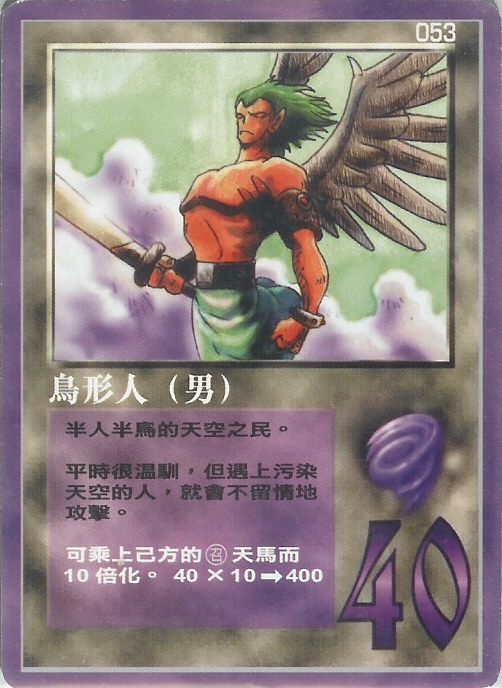 053
鳥形人（男）
半人半鳥的天空之民。
平時很溫馴，但遇上污染
天空的人，就會不留情地
攻擊。
可乘上己方的㊁天馬而
10 倍化。 40 × 10 ➡ 400
40